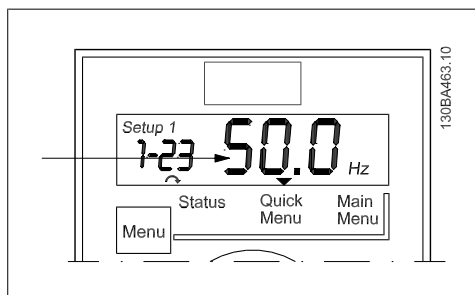 130BA463.10
Setup 1
1-23 50.0 Hz
Status Quick Menu Main Menu
Menu